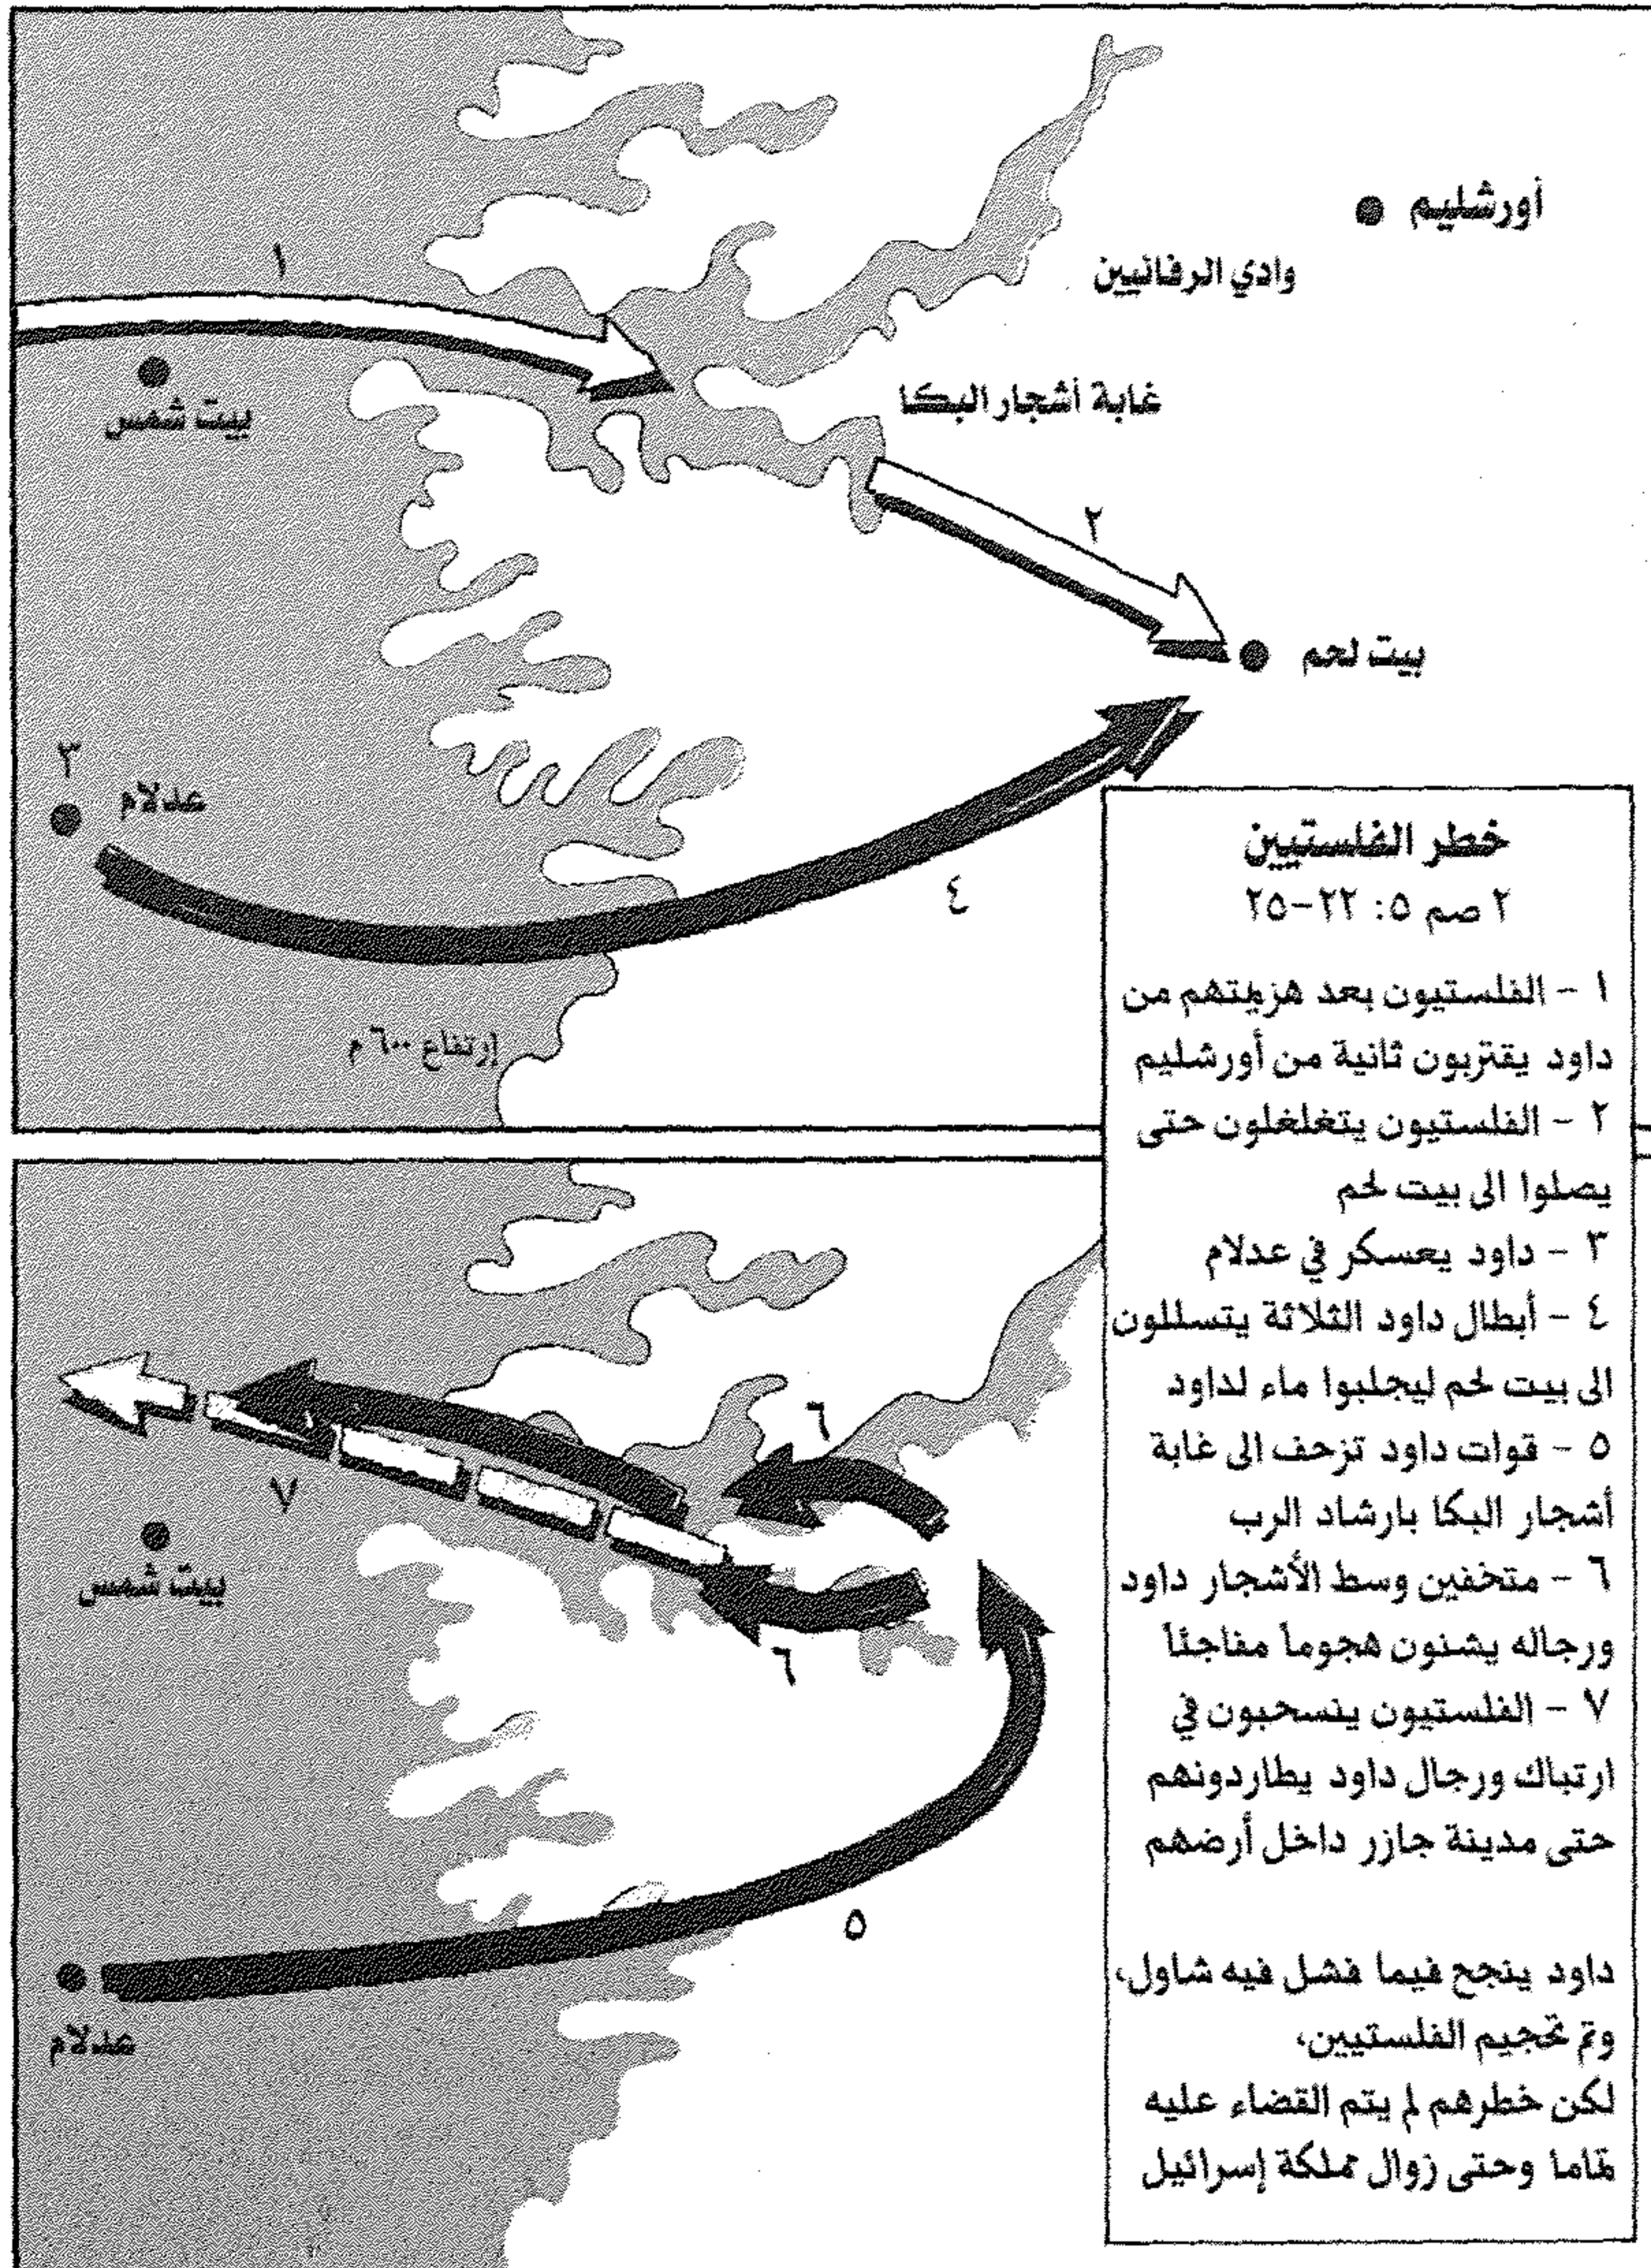 أورشليم
وادي الرفائيين
١
بيت شمس
غابة أشجار البكا
٢
بيت لحم
٣
عدلام
٤
إرتفاع ٦٠٠ م
خطر الفلستيين
٢ صم ٥: ٢٢-٢٥
١ - الفلستيون بعد هزيمتهم من
داود يقتربون ثانية من أورشليم
٢ - الفلستيون يتغلغلون حتى
يصلوا الى بيت لحم
٣ - داود يعسكر في عدلام
٤ - أبطال داود الثلاثة يتسللون
الى بيت لحم ليجلبوا ماء لداود
٥ - قوات داود تزحف الى غابة
أشجار البكا بارشاد الرب
٦ - متخفين وسط الأشجار داود
ورجاله يشنون هجوماً مفاجئاً
٧ - الفلستيون ينسحبون في
ارتباك ورجال داود يطاردونهم
حتى مدينة جازر داخل أرضهم
داود ينجح فيما فشل فيه شاول،
وتم تحجيم الفلستيين،
لكن خطرهم لم يتم القضاء عليه
تماما وحتى زوال مملكة إسرائيل
٦
٧
بيت شمس
٦
٥
عدلام